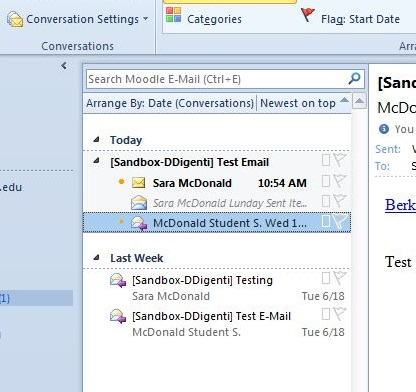 Conversation Settings
Categories
Flag: Start Date
Conversations
Arra
Search Moodle E-Mail (Ctrl+E)
Arrange By: Date (Conversations)
Newest on top
Today
[Sandbox-DDigenti] Test Email
Sara McDonald 10:54 AM
Sara McDonald Lunday Sent Ite...
McDonald Student S. Wed 1...
Last Week
[Sandbox-DDigenti] Testing
Sara McDonald Tue 6/18
[Sandbox-DDigenti] Test E-Mail
McDonald Student S. Tue 6/18
.edu
(1)
[Sand
McDo
You
Sent: W
To: S
Berk
Test